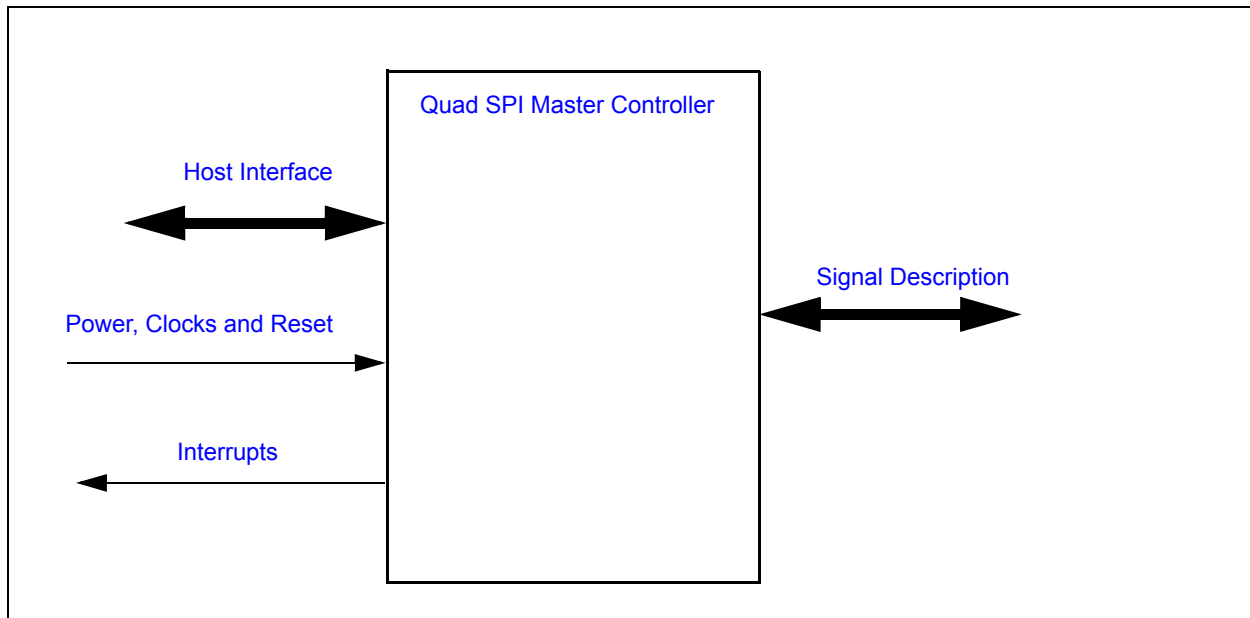 Quad SPI Master Controller
Host Interface
Signal Description
Power, Clocks and Reset
Interrupts